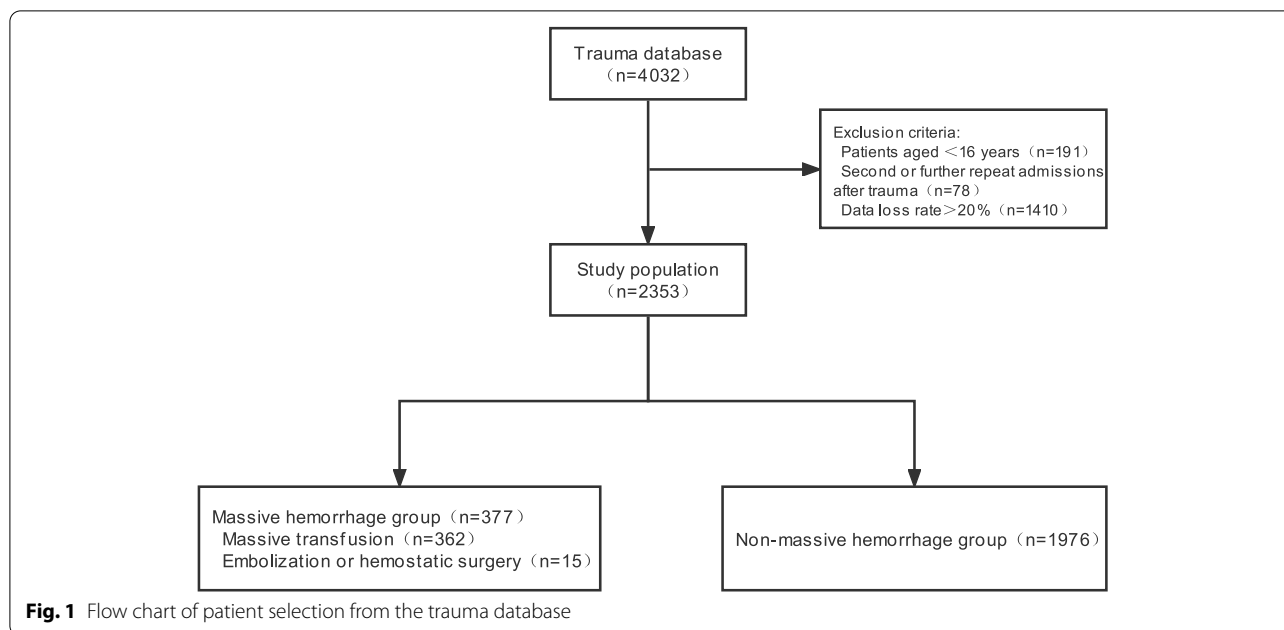 Trauma database
（n=4032）
Exclusion criteria:
Patients aged ＜16 years（n=191）
Second or further repeat admissions
after trauma（n=78）
Data loss rate＞20%（n=1410）
Study population
（n=2353）
Massive hemorrhage group（n=377）
Massive transfusion（n=362）
Embolization or hemostatic surgery（n=15）
Non-massive hemorrhage group（n=1976）
Fig. 1 Flow chart of patient selection from the trauma database